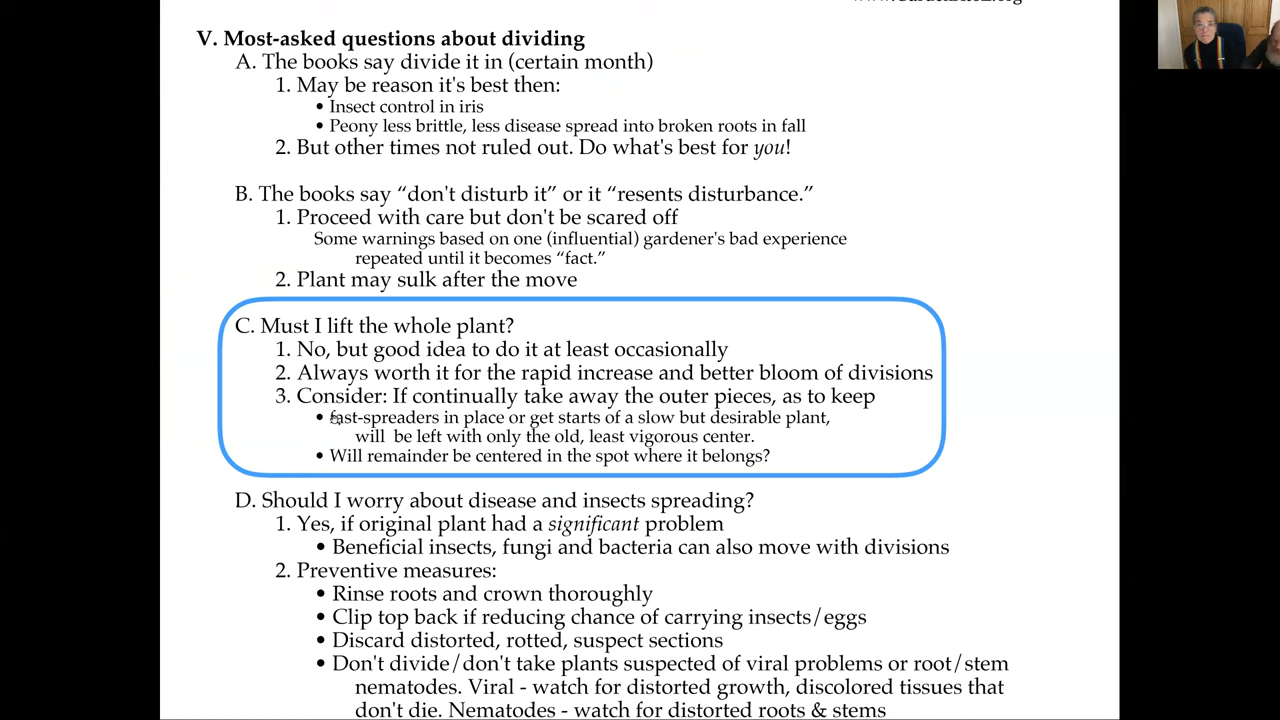 V. Most-asked questions about dividing
A. The books say divide it in (certain month)
1. May be reason it's best then:
• Insect control in iris
• Peony less brittle, less disease spread into broken roots in fall
2. But other times not ruled out. Do what's best for you!
B. The books say “don't disturb it” or it “resents disturbance.”
1. Proceed with care but don't be scared off
Some warnings based on one (influential) gardener's bad experience
repeated until it becomes “fact.”
2. Plant may sulk after the move
C. Must I lift the whole plant?
1. No, but good idea to do it at least occasionally
2. Always worth it for the rapid increase and better bloom of divisions
3. Consider: If continually take away the outer pieces, as to keep
• fast-spreaders in place or get starts of a slow but desirable plant,
will be left with only the old, least vigorous center.
• Will remainder be centered in the spot where it belongs?
D. Should I worry about disease and insects spreading?
1. Yes, if original plant had a significant problem
• Beneficial insects, fungi and bacteria can also move with divisions
2. Preventive measures:
• Rinse roots and crown thoroughly
• Clip top back if reducing chance of carrying insects/eggs
• Discard distorted, rotted, suspect sections
• Don't divide/don't take plants suspected of viral problems or root/stem
nematodes. Viral - watch for distorted growth, discolored tissues that
don't die. Nematodes - watch for distorted roots & stems